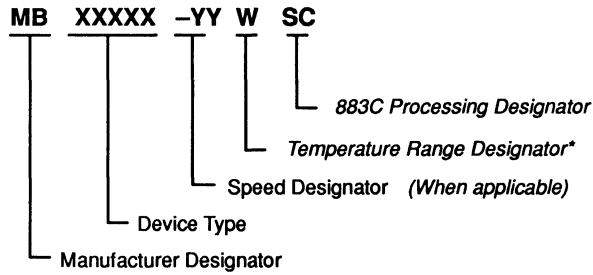 MB XXXXX –YY W SC
883C Processing Designator
Temperature Range Designator*
Speed Designator (When applicable)
Device Type
Manufacturer Designator